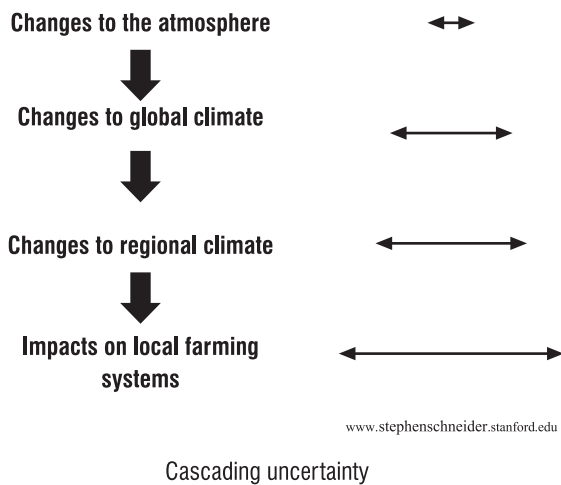 Changes to the atmosphere
Changes to global climate
Changes to regional climate
Impacts on local farming
systems
www.stephenschneider.stanford.edu
Cascading uncertainty